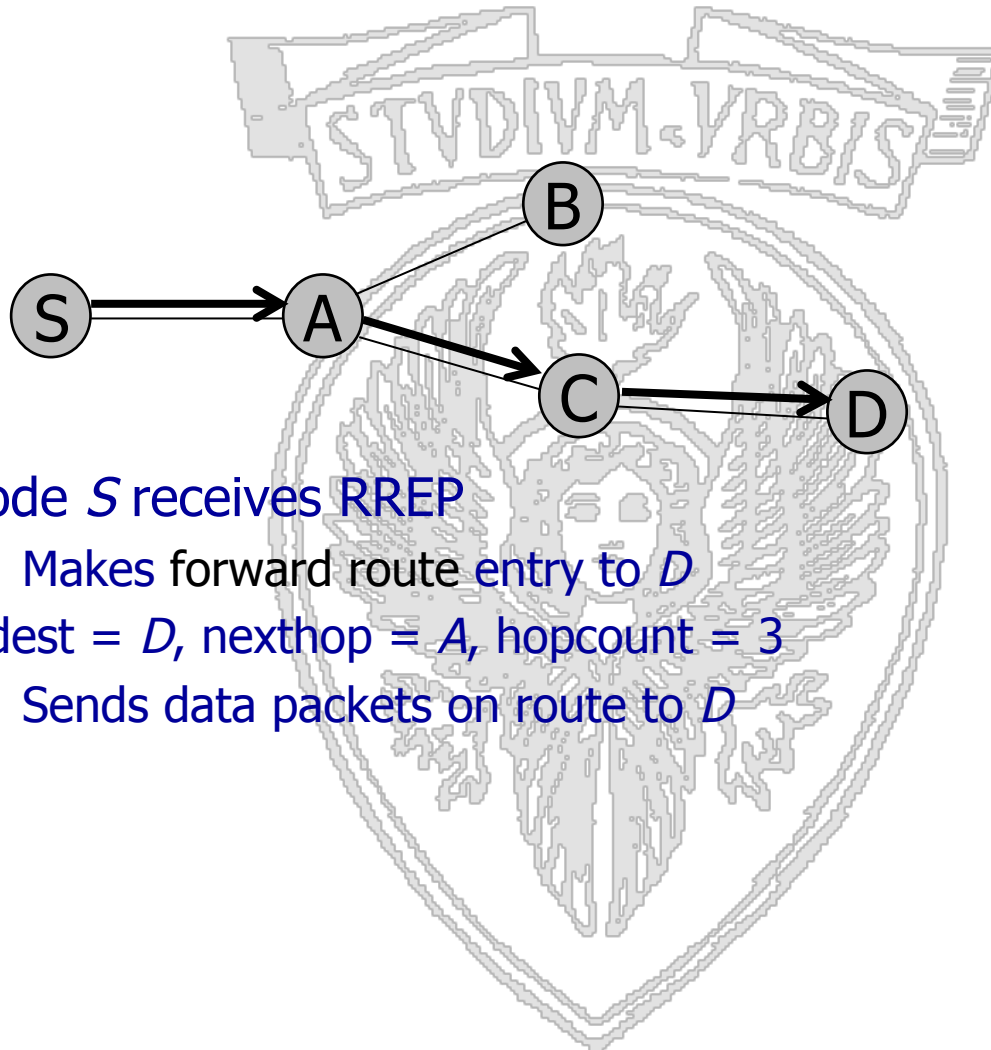 STVDIVM VRBIS
B
S
A
C
D
ode S receives RREP
Makes forward route entry to D
dest = D, nexthop = A, hopcount = 3
Sends data packets on route to D